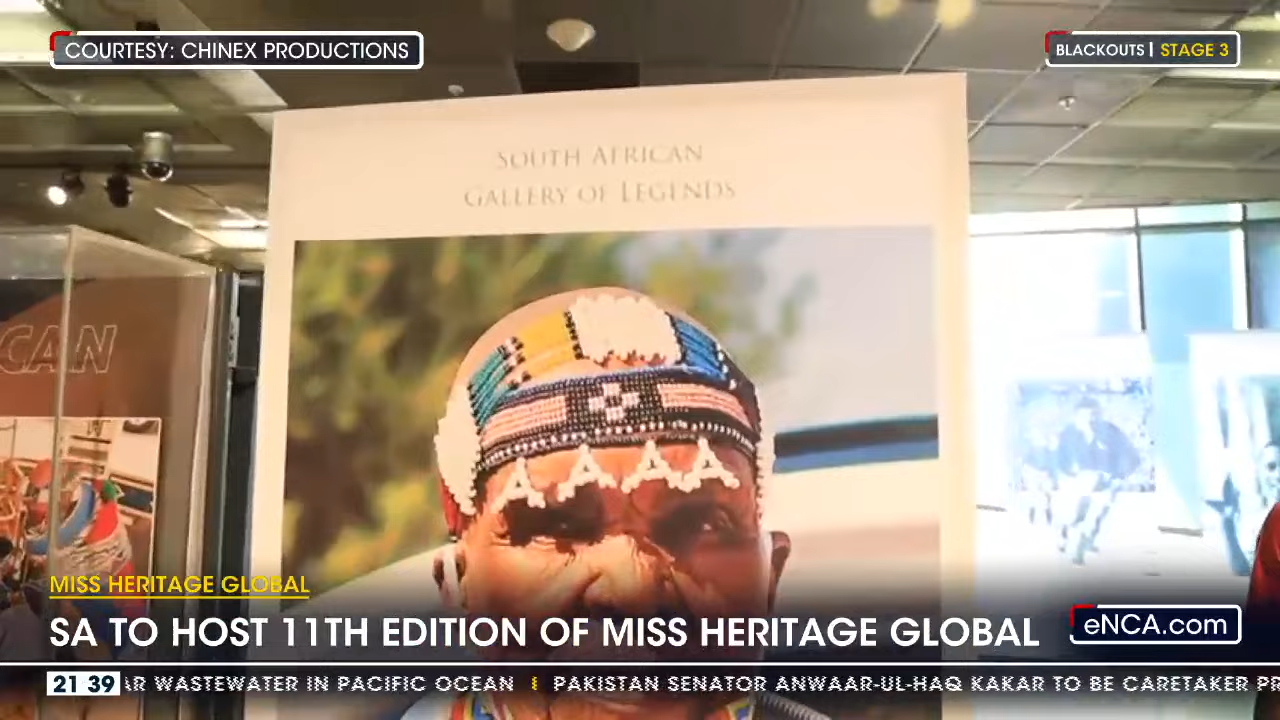 COURTESY: CHINEX PRODUCTIONS
BLACKOUTS | STAGE 3
SOUTH AFRICAN
GALLERY OF LEGENDS
CAN
MISS HERITAGE GLOBAL
SA TO HOST 11TH EDITION OF MISS HERITAGE GLOBAL
eNCA.com
21 39
AR WASTEWATER IN PACIFIC OCEAN
PAKISTAN SENATOR ANWAAR-UL-HAQ KAKAR TO BE CARETAKER PR